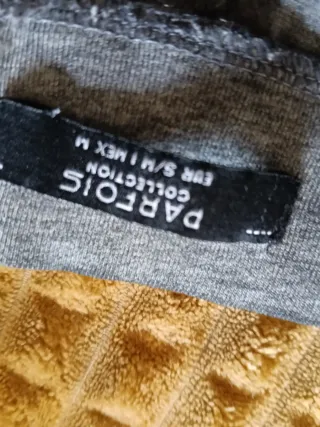 PARFOIS
COLLECTION
EUR S/M | MEX M